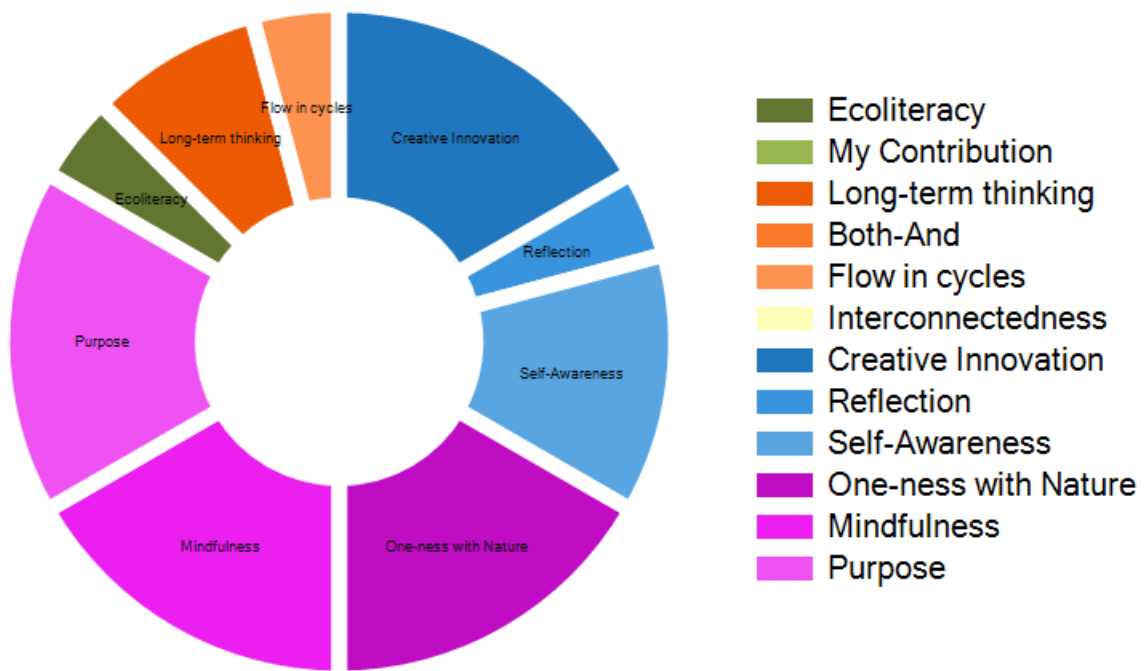 Flow in cycles
Long-term thinking
Creative Innovation
Ecoliteracy
Reflection
Purpose
Self-Awareness
Mindfulness
One-ness with Nature
Ecoliteracy
My Contribution
Long-term thinking
Both-And
Flow in cycles
Interconnectedness
Creative Innovation
Reflection
Self-Awareness
One-ness with Nature
Mindfulness
Purpose